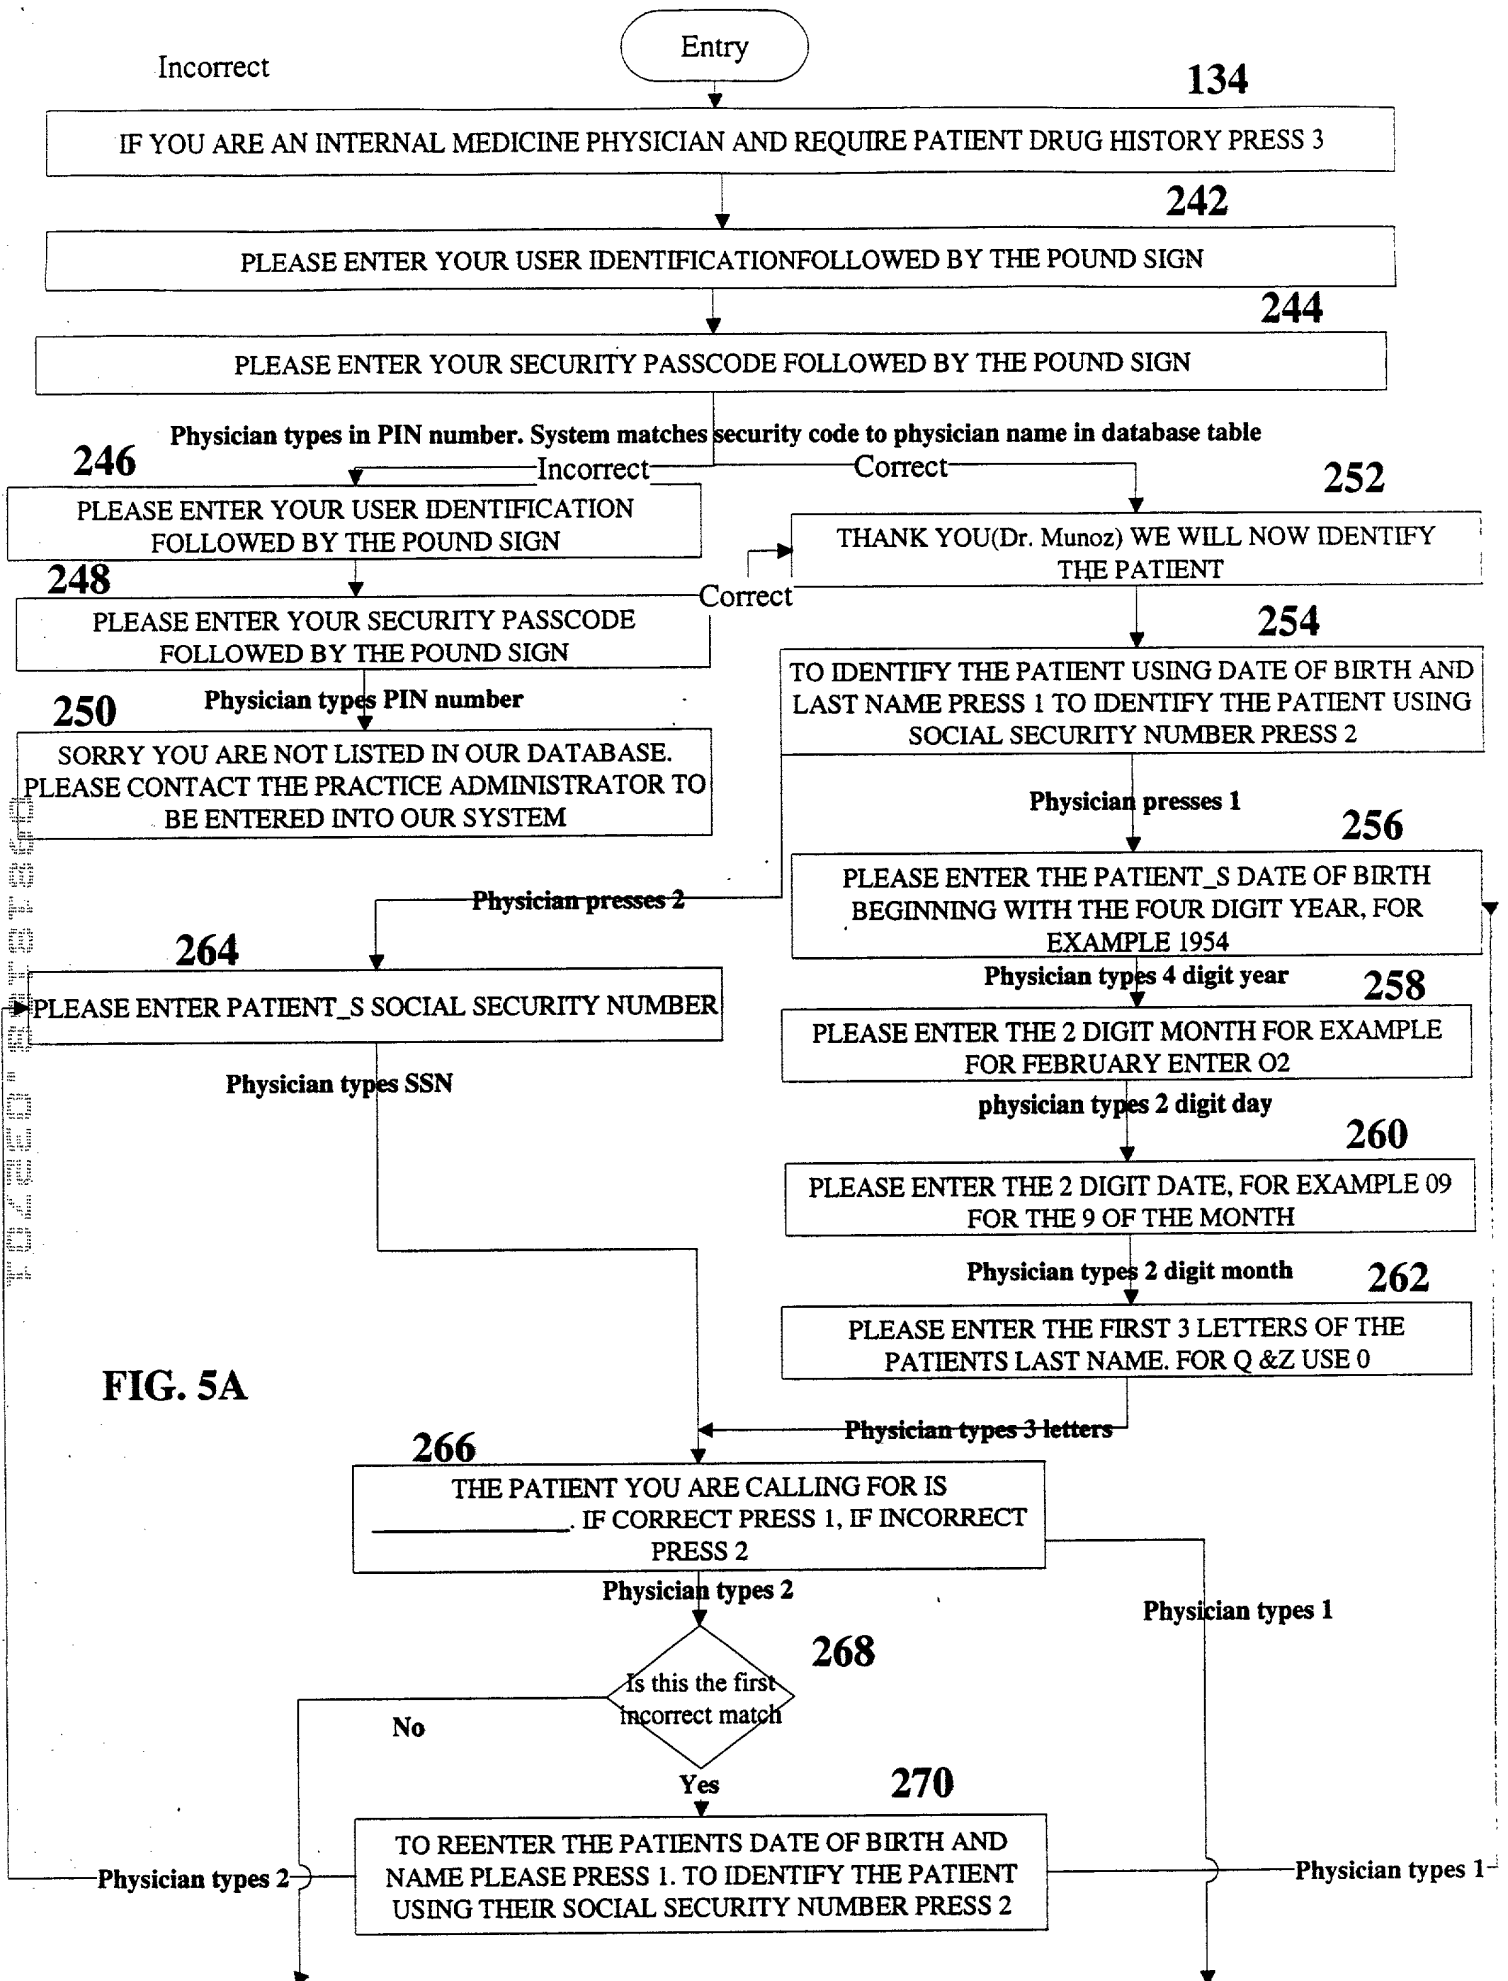 Entry
Incorrect
134
IF YOU ARE AN INTERNAL MEDICINE PHYSICIAN AND REQUIRE PATIENT DRUG HISTORY PRESS 3
242
PLEASE ENTER YOUR USER IDENTIFICATIONFOLLOWED BY THE POUND SIGN
244
PLEASE ENTER YOUR SECURITY PASSCODE FOLLOWED BY THE POUND SIGN
Physician types in PIN number. System matches security code to physician name in database table
Incorrect
Correct
246
PLEASE ENTER YOUR USER IDENTIFICATION
FOLLOWED BY THE POUND SIGN
252
THANK YOU(Dr. Munoz) WE WILL NOW IDENTIFY
THE PATIENT
248
Correct
PLEASE ENTER YOUR SECURITY PASSCODE
FOLLOWED BY THE POUND SIGN
254
TO IDENTIFY THE PATIENT USING DATE OF BIRTH AND
LAST NAME PRESS 1 TO IDENTIFY THE PATIENT USING
SOCIAL SECURITY NUMBER PRESS 2
Physician types PIN number
250
SORRY YOU ARE NOT LISTED IN OUR DATABASE.
PLEASE CONTACT THE PRACTICE ADMINISTRATOR TO
BE ENTERED INTO OUR SYSTEM
Physician presses 1
256
PLEASE ENTER THE PATIENT_S DATE OF BIRTH
BEGINNING WITH THE FOUR DIGIT YEAR, FOR
EXAMPLE 1954
Physician presses 2
264
PLEASE ENTER PATIENT_S SOCIAL SECURITY NUMBER
Physician types 4 digit year
258
PLEASE ENTER THE 2 DIGIT MONTH FOR EXAMPLE
FOR FEBRUARY ENTER O2
Physician types SSN
physician types 2 digit day
260
PLEASE ENTER THE 2 DIGIT DATE, FOR EXAMPLE 09
FOR THE 9 OF THE MONTH
Physician types 2 digit month
262
PLEASE ENTER THE FIRST 3 LETTERS OF THE
PATIENTS LAST NAME. FOR Q &Z USE 0
FIG. 5A
Physician types 3 letters
266
THE PATIENT YOU ARE CALLING FOR IS
______________. IF CORRECT PRESS 1, IF INCORRECT
PRESS 2
Physician types 2
Physician types 1
268
Is this the first
incorrect match
No
Yes
270
TO REENTER THE PATIENTS DATE OF BIRTH AND
NAME PLEASE PRESS 1. TO IDENTIFY THE PATIENT
USING THEIR SOCIAL SECURITY NUMBER PRESS 2
Physician types 2
Physician types 1